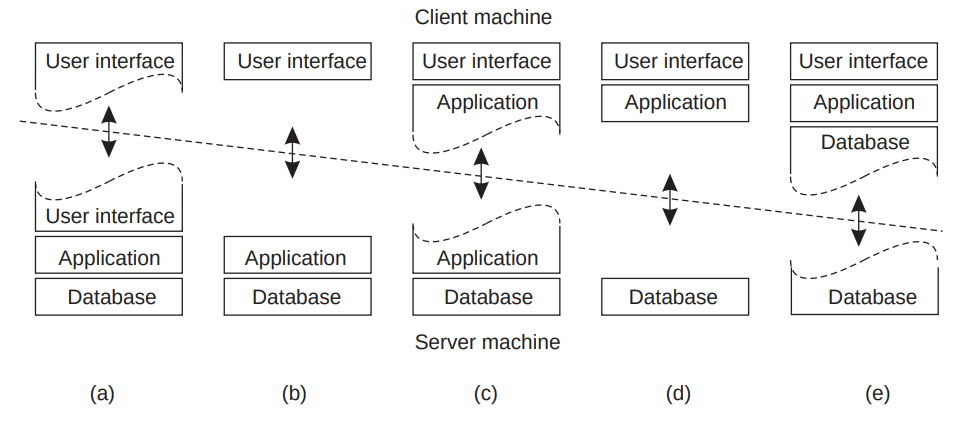 Client machine
User interface
User interface
User interface
User interface
User interface
Application
Application
Application
Database
User interface
Application
Application
Application
Database
Database
Database
Database
Database
Server machine
(a)
(b)
(c)
(d)
(e)